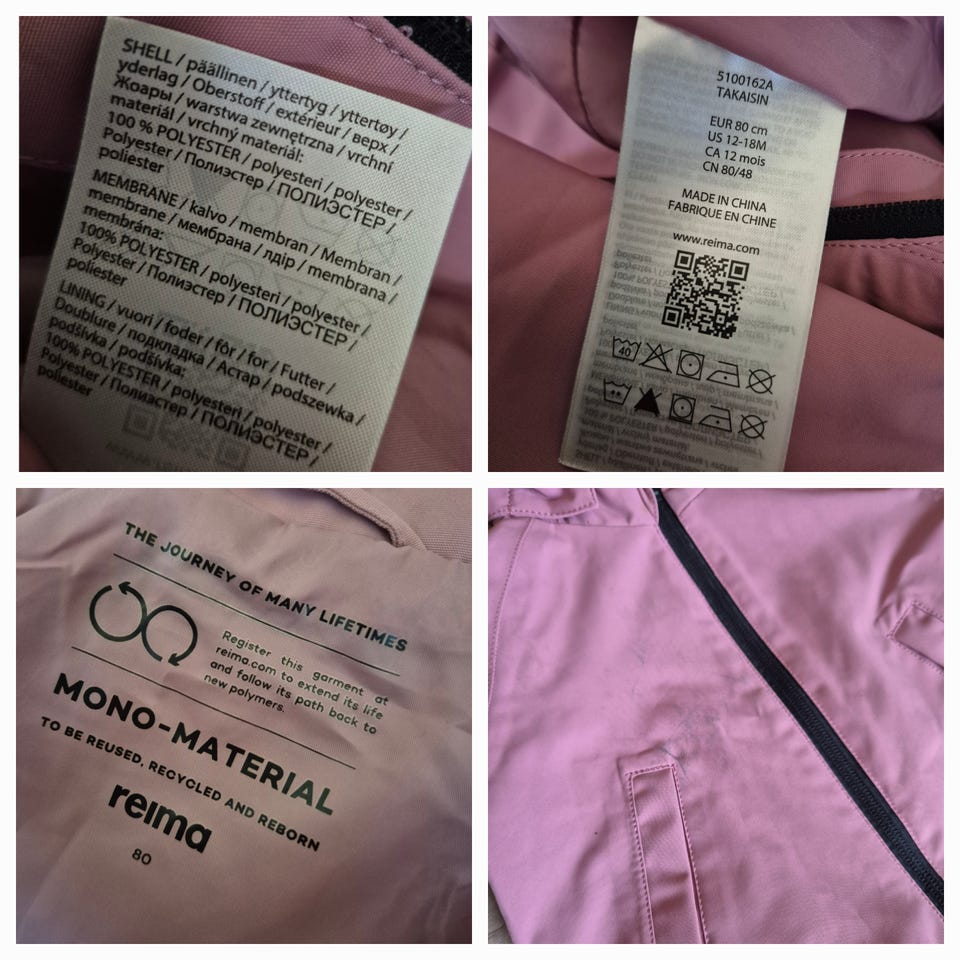 SHELL / päällinen / yttertyg / yttertøy /
yderlag / Oberstoff / extérieur / верх /
Жоары / warstwa zewnętrzna / vrchní
materiál / vrchný materiál:
100 % POLYESTER / polyesteri / polyester /
Polyester / Полиэстер / ПОЛИЭСТЕР /
poliester
MEMBRANE / kalvo / membran / Membran /
membrane / мембрана / лдір / membrana /
membrána:
100% POLYESTER / polyesteri / polyester /
Polyester / Полиэстер / ПОЛИЭСТЕР /
poliester
LINING / vuori / foder / fôr / for / Futter /
Doublure / подкладка / Астар / podszewka /
podšívka / podšívka:
100% POLYESTER / polyesteri / polyester /
Polyester / Полиэстер / ПОЛИЭСТЕР /
poliester
5100162A
TAKAISIN
EUR 80 cm
US 12-18M
CA 12 mois
CN 80/48
MADE IN CHINA
FABRIQUE EN CHINE
www.reima.com
40
THE JOURNEY OF MANY LIFETIMES
Register this garment at
reima.com to extend its life
and follow its path back to
new polymers.
MONO-MATERIAL
TO BE REUSED, RECYCLED AND REBORN
reima
80